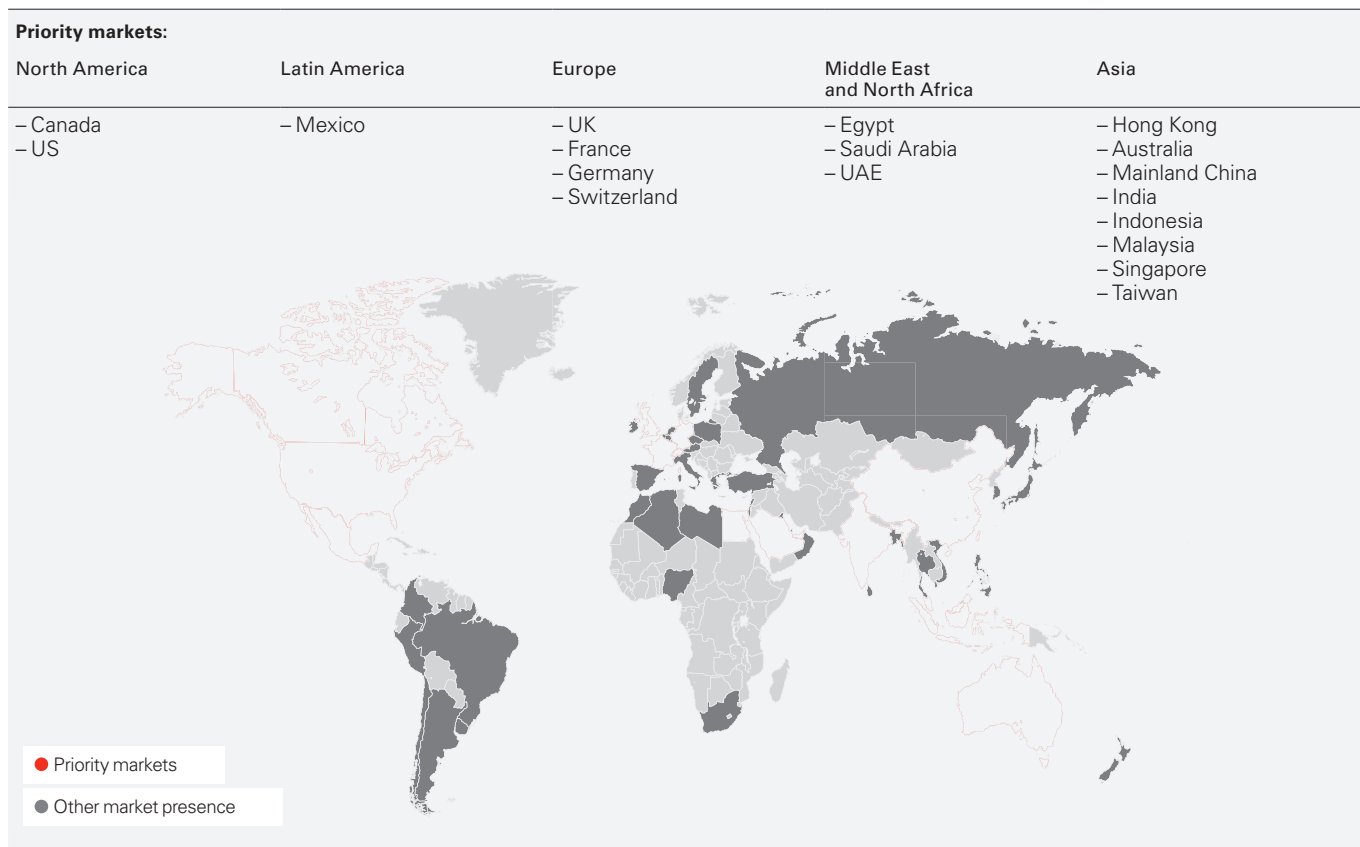 Priority markets:
North America
Latin America
Europe
Middle East
and North Africa
Asia
– Canada
– US
– Mexico
– UK
– France
– Germany
– Switzerland
– Egypt
– Saudi Arabia
– UAE
– Hong Kong
– Australia
– Mainland China
– India
– Indonesia
– Malaysia
– Singapore
– Taiwan
Priority markets
Other market presence